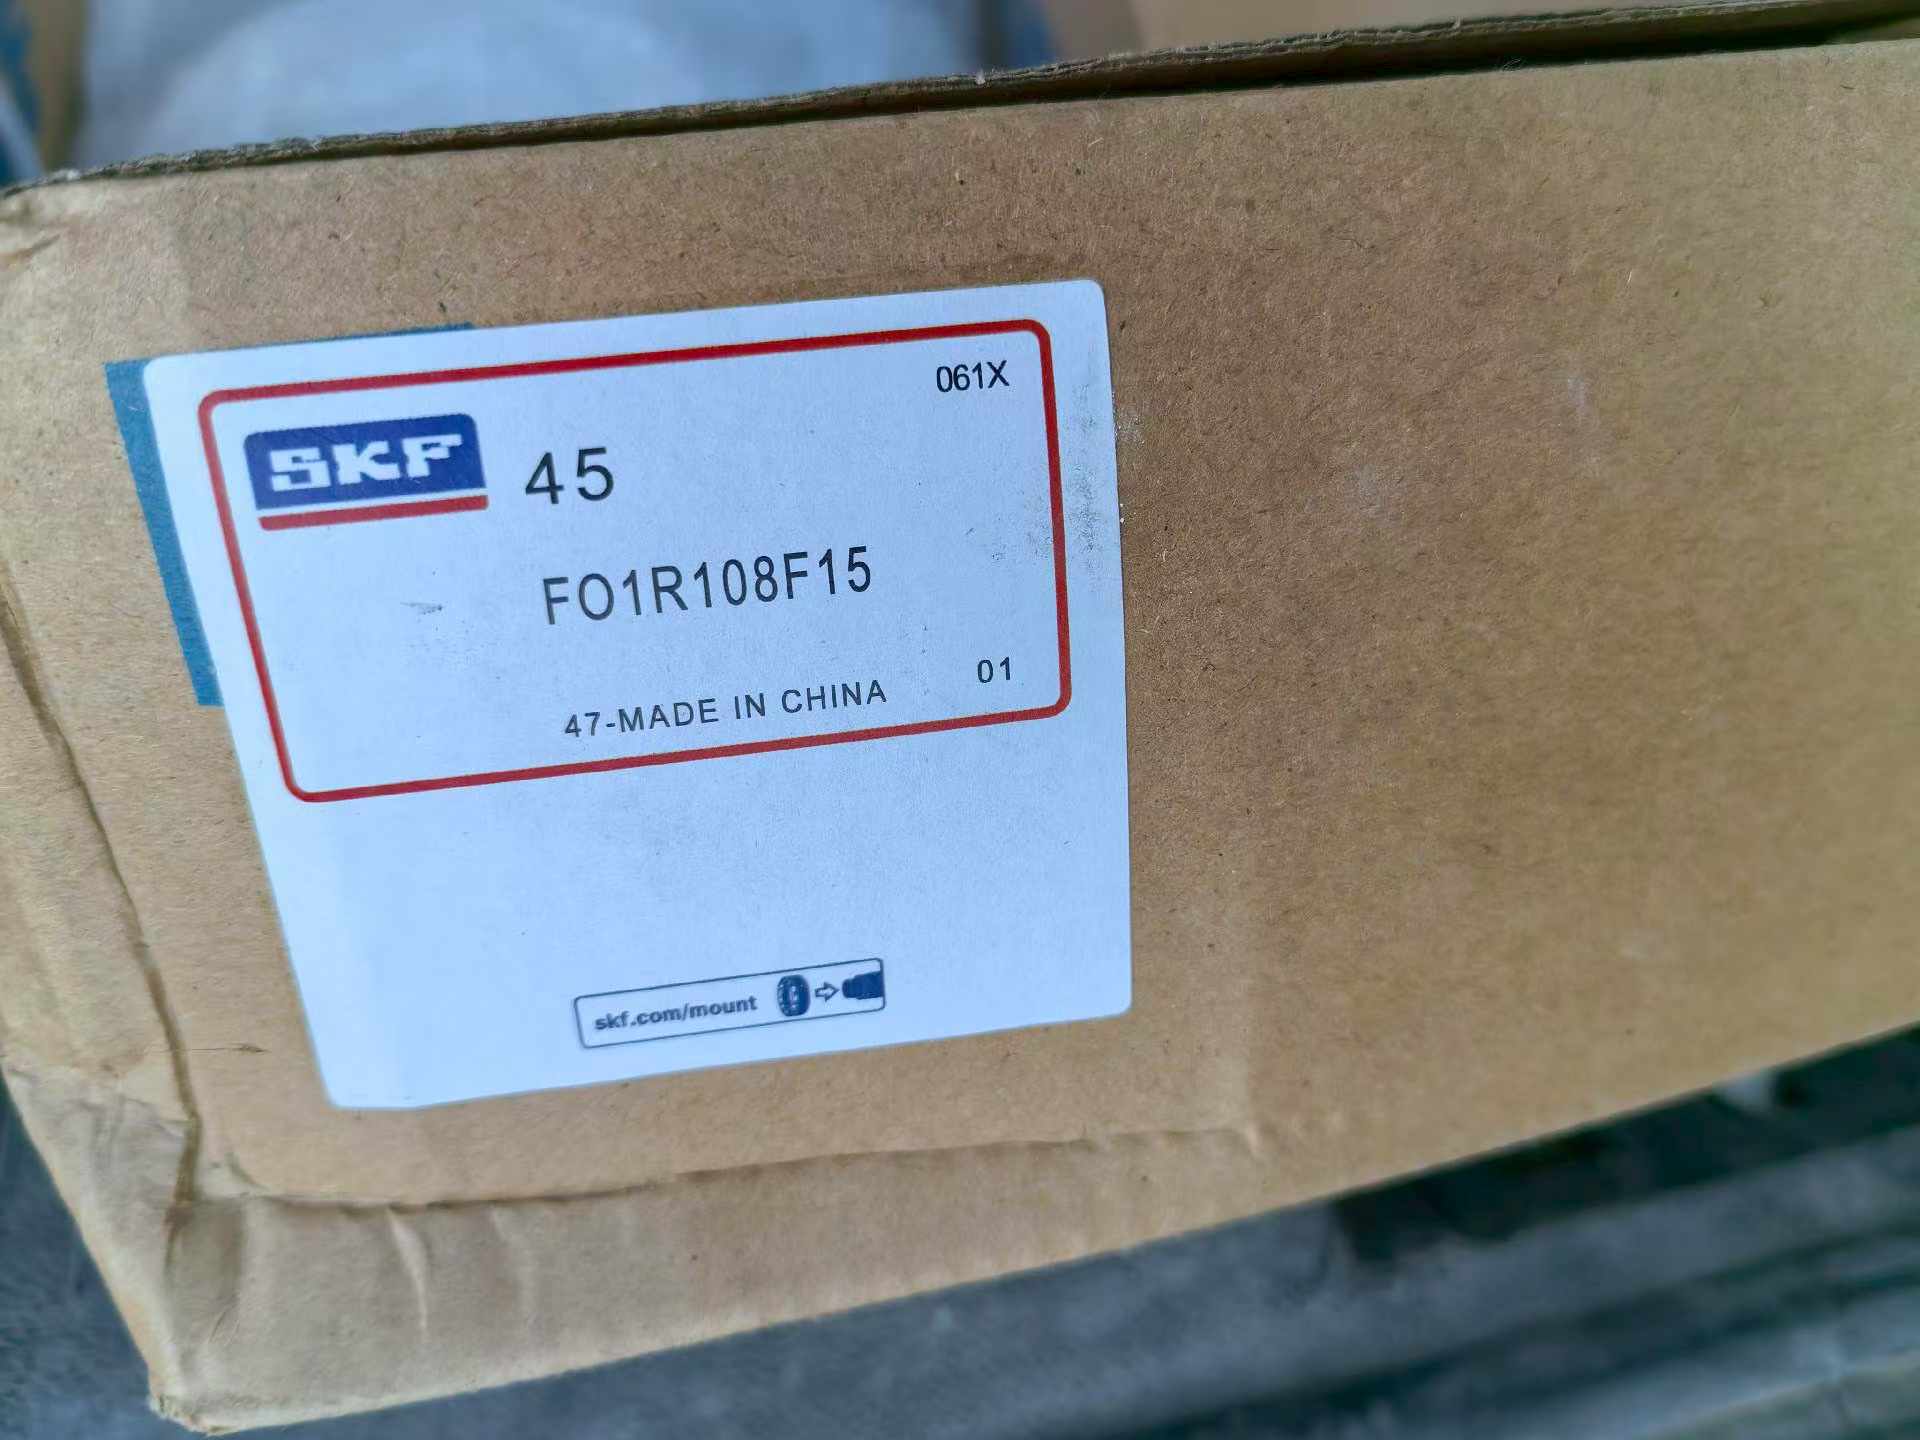 061X
SKF 45
FO1R108F15
47-MADE IN CHINA 01
skf.com/mount